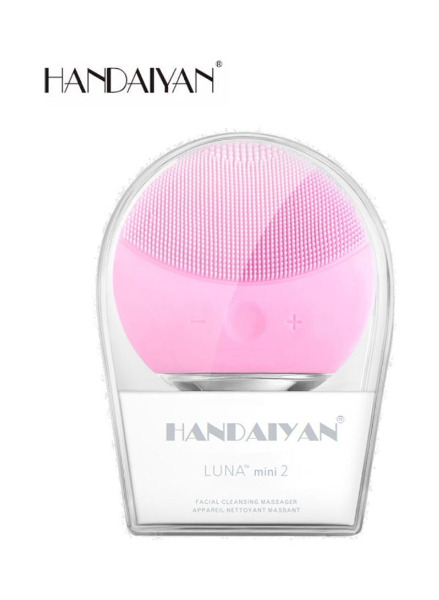 HANDAIYAN®
HANDAIYAN®
LUNA™ mini 2
FACIAL CLEANSING MASSAGER
APPAREIL NETTOYANT MASSANT